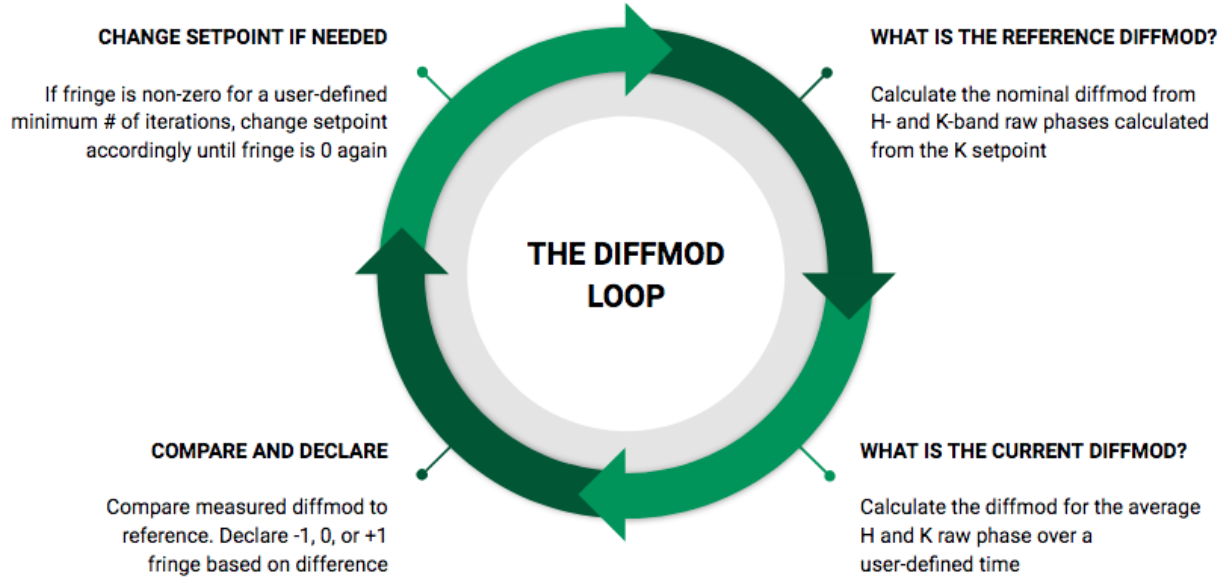 CHANGE SETPOINT IF NEEDED
If fringe is non-zero for a user-defined
minimum # of iterations, change setpoint
accordingly until fringe is 0 again
WHAT IS THE REFERENCE DIFFMOD?
Calculate the nominal diffmod from
H- and K-band raw phases calculated
from the K setpoint
THE DIFFMOD
LOOP
COMPARE AND DECLARE
Compare measured diffmod to
reference. Declare -1, 0, or +1
fringe based on difference
WHAT IS THE CURRENT DIFFMOD?
Calculate the diffmod for the average
H and K raw phase over a
user-defined time